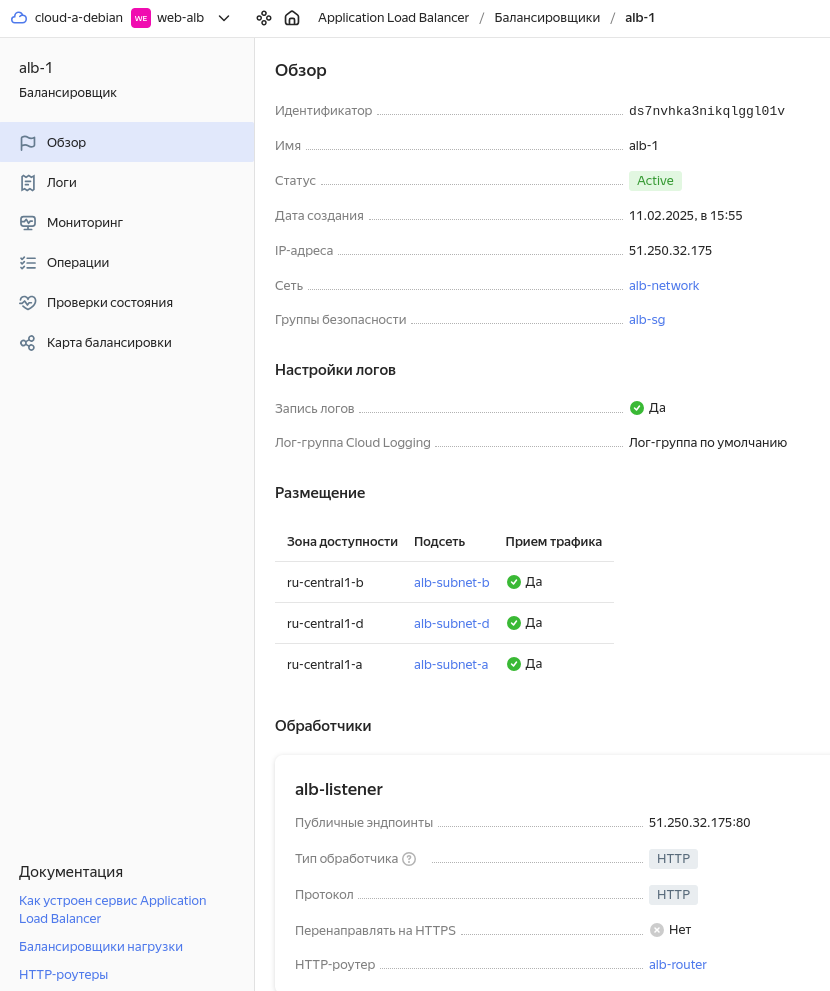 cloud-a-debian WE web-alb Application Load Balancer / Балансировщики / alb-1
alb-1
Балансировщик
Обзор
Логи
Мониторинг
Операции
Проверки состояния
Карта балансировки
Документация
Как устроен сервис Application
Load Balancer
Балансировщики нагрузки
HTTP-роутеры
Обзор
Идентификатор ds7nvhka3nikqlggl01v
Имя alb-1
Статус Active
Дата создания 11.02.2025, в 15:55
IP-адреса 51.250.32.175
Сеть alb-network
Группы безопасности alb-sg
Настройки логов
Запись логов Да
Лог-группа Cloud Logging Лог-группа по умолчанию
Размещение
Зона доступности Подсеть Прием трафика
ru-central1-b alb-subnet-b Да
ru-central1-d alb-subnet-d Да
ru-central1-a alb-subnet-a Да
Обработчики
alb-listener
Публичные эндпоинты 51.250.32.175:80
Тип обработчика ? HTTP
Протокол HTTP
Перенаправлять на HTTPS Нет
HTTP-роутер alb-router